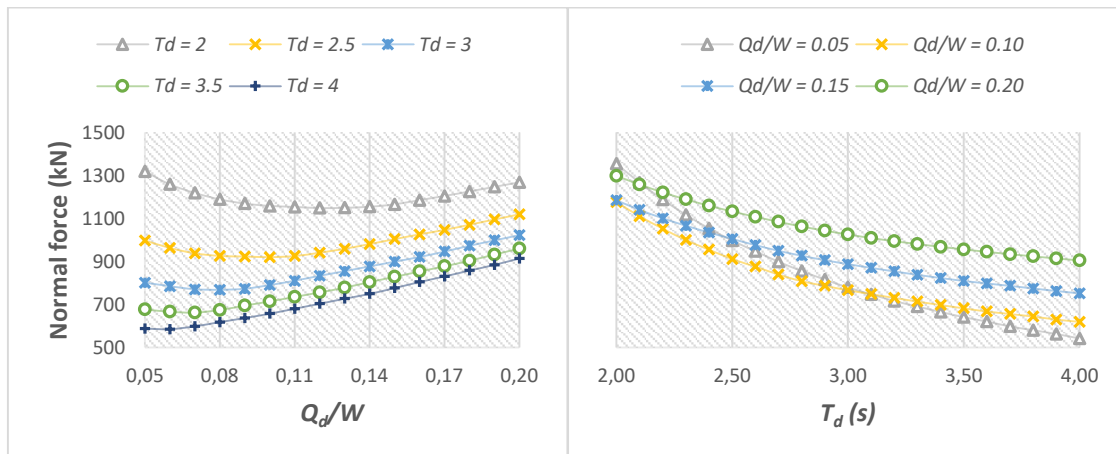 Td = 2 Td = 2.5 Td = 3
Td = 3.5 Td = 4
Normal force (kN)
1500
1300
1100
900
700
500
0,05 0,08 0,11 0,14 0,17 0,20
Qd/W
Qd/W = 0.05 Qd/W = 0.10
Qd/W = 0.15 Qd/W = 0.20
2,00 2,50 3,00 3,50 4,00
Td (s)